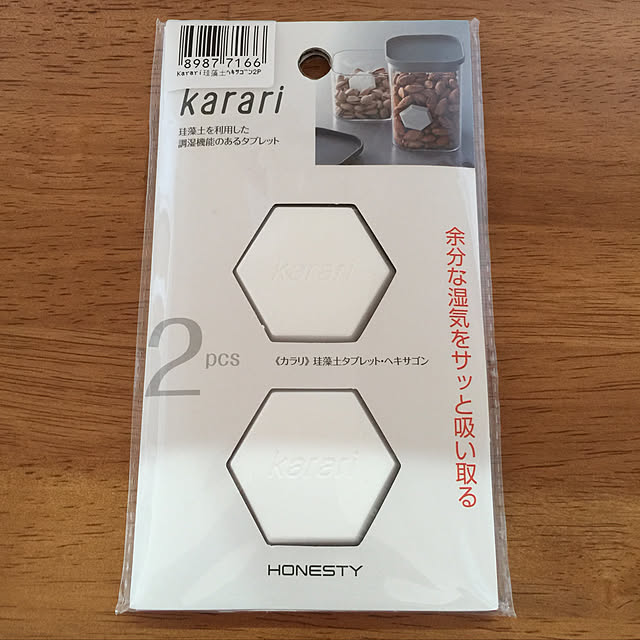 8987 7166
Karari珪藻土ヘキサゴン2P
karari
珪藻土を利用した
調湿機能のあるタブレット
karari
余分な湿気をサッと吸い取る
2pcs
《カラリ》珪藻土タブレット・ヘキサゴン
karari
HONESTY